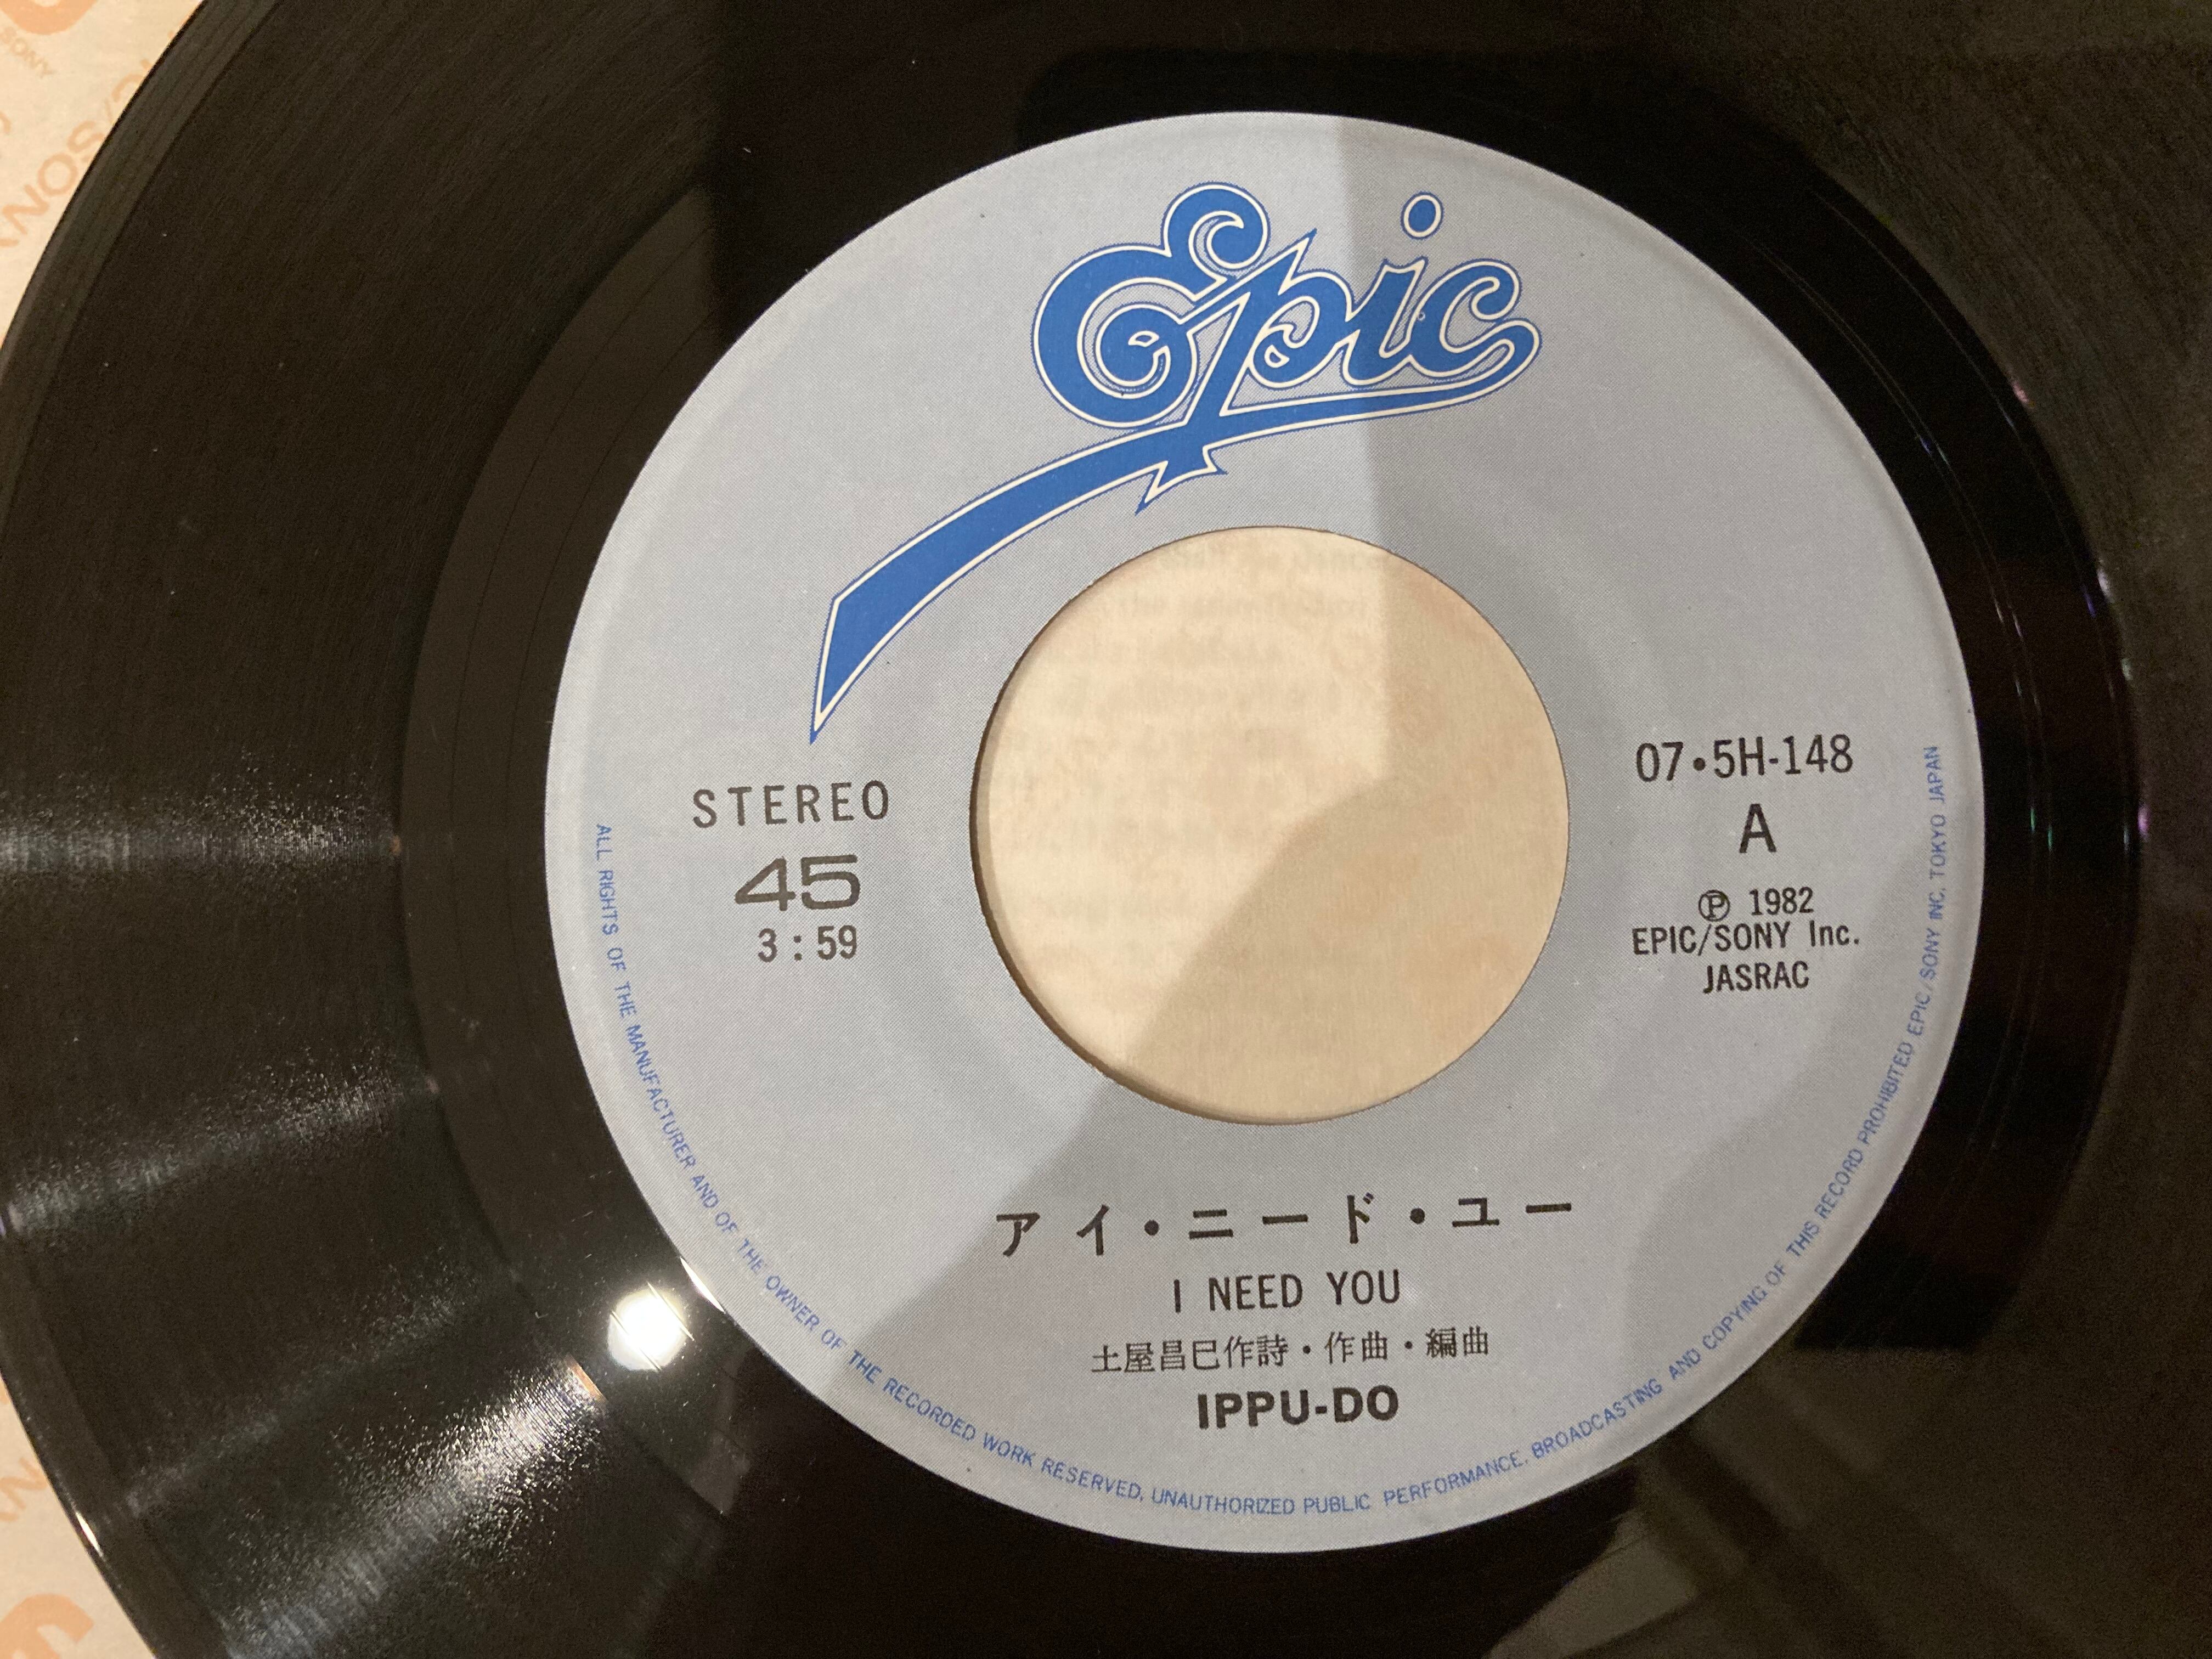 Epic
STEREO
45
3:59
07•5H-148
A
Ⓟ 1982
EPIC/SONY Inc.
JASRAC
アイ・ニード・ユー
I NEED YOU
土屋昌巳作詩・作曲・編曲
IPPU-DO
ALL RIGHTS OF THE MANUFACTURER AND OF THE OWNER OF THE RECORDED WORK RESERVED, UNAUTHORIZED PUBLIC PERFORMANCE, BROADCASTING AND COPYING OF THIS RECORD PROHIBITED EPIC/SONY INC. TOKYO JAPAN
SONY